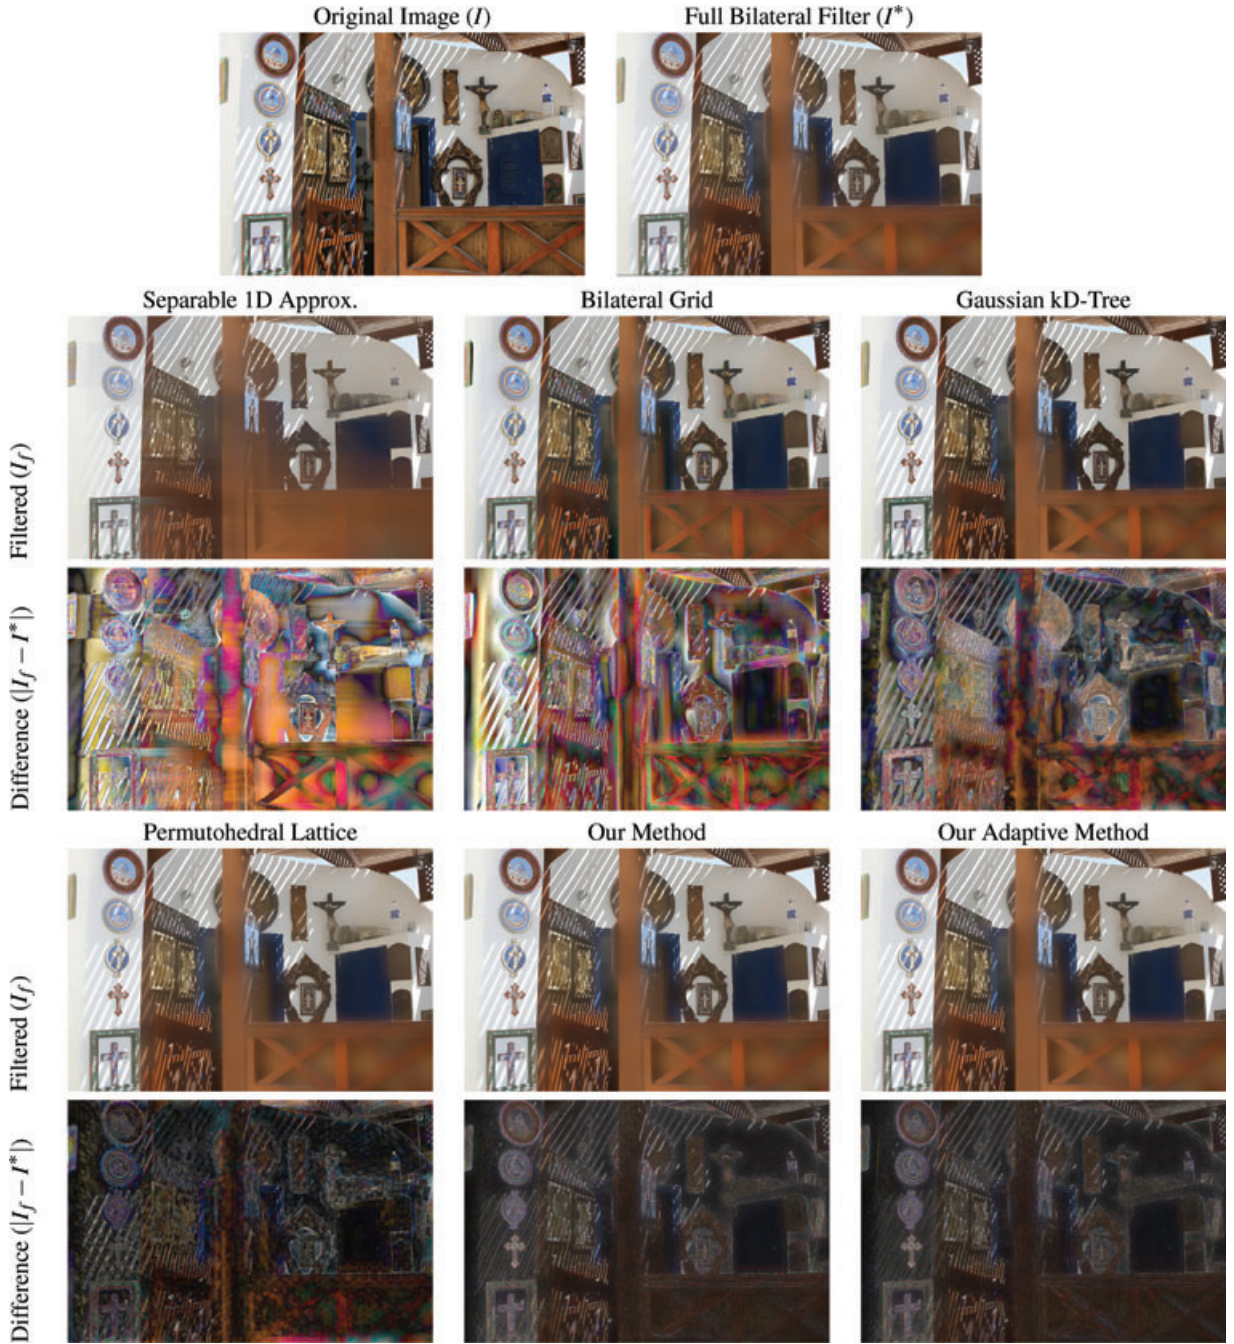 Original Image (I)
Full Bilateral Filter (I*)
Separable 1D Approx.
Bilateral Grid
Gaussian kD-Tree
Filtered (I_f)
Difference (|I_f − I*|)
Permutohedral Lattice
Our Method
Our Adaptive Method
Filtered (I_f)
Difference (|I_f − I*|)